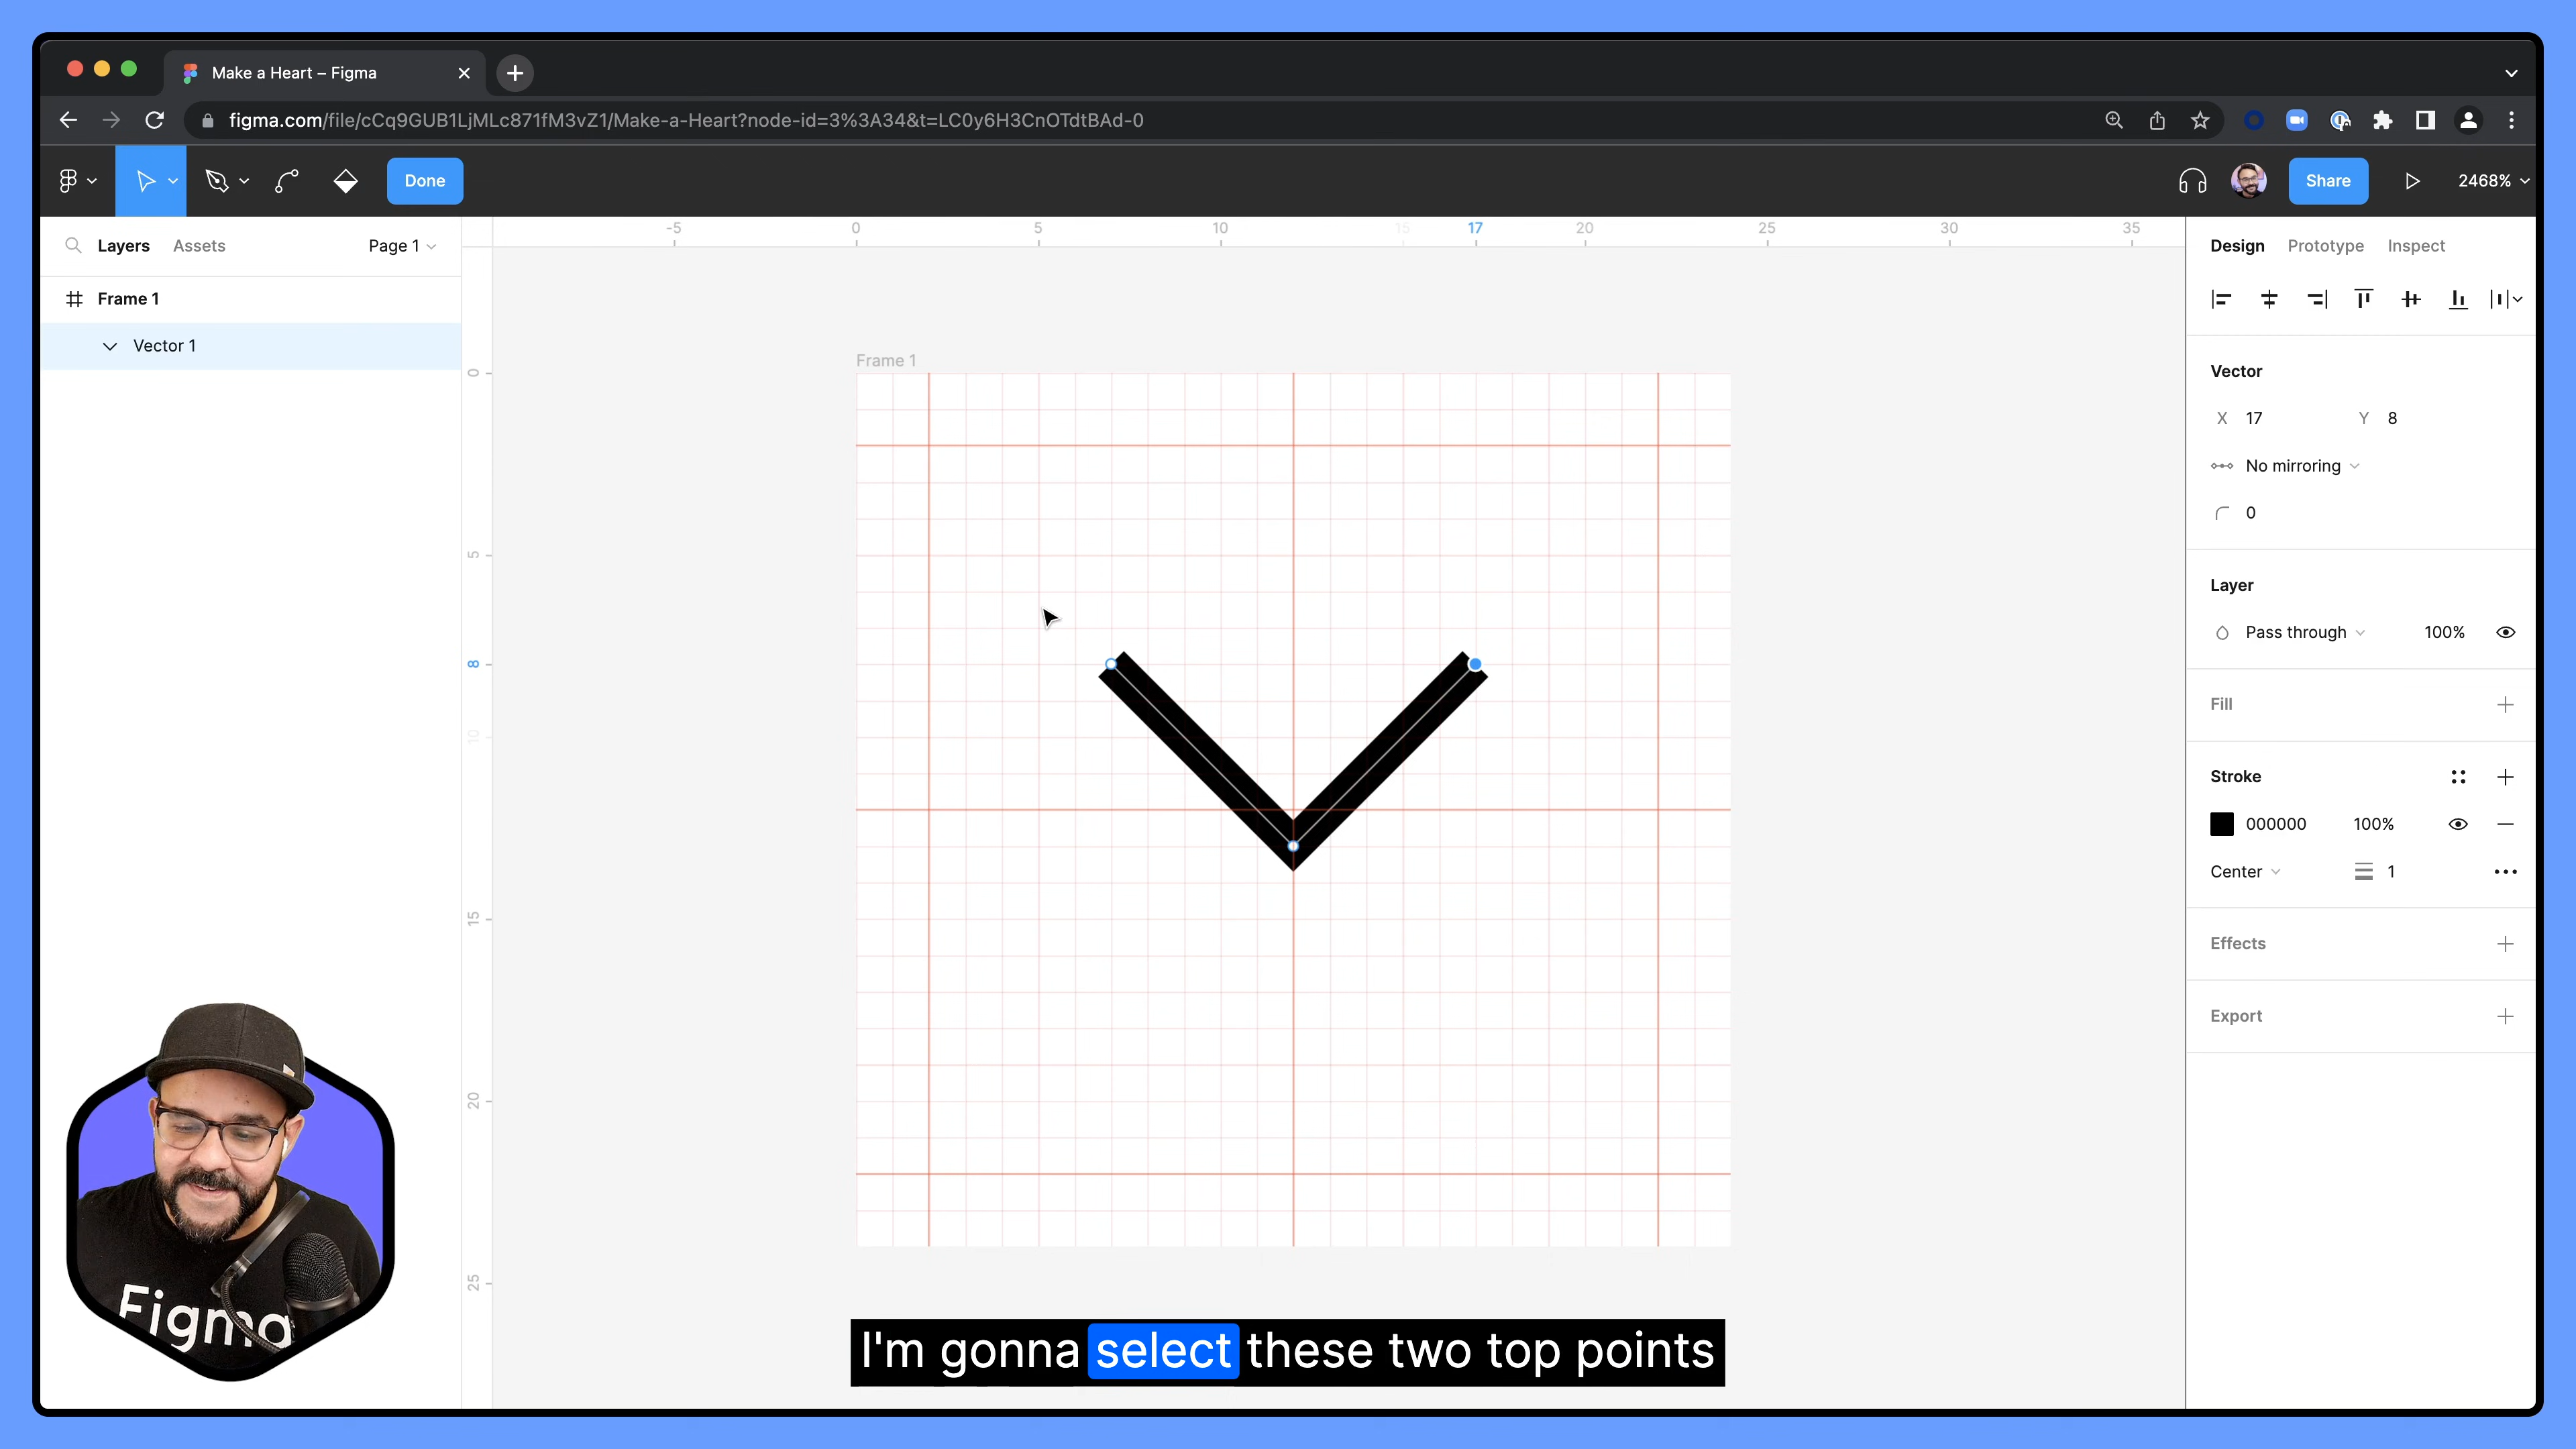 Make a Heart – Figma
figma.com/file/cCq9GUB1LjMLc871fM3vZ1/Make-a-Heart?node-id=3%3A34&t=LC0y6H3CnOTdtBAd-0
Done
Share
2468%
Layers
Assets
Page 1
-5
0
5
10
15
17
20
25
30
35
Design
Prototype
Inspect
Frame 1
Vector 1
Frame 1
0
5
8
10
15
20
25
Vector
X 17
Y 8
No mirroring
0
Layer
Pass through
100%
Fill
Stroke
000000
100%
Center
1
Effects
Export
Figma
I'm gonna select these two top points